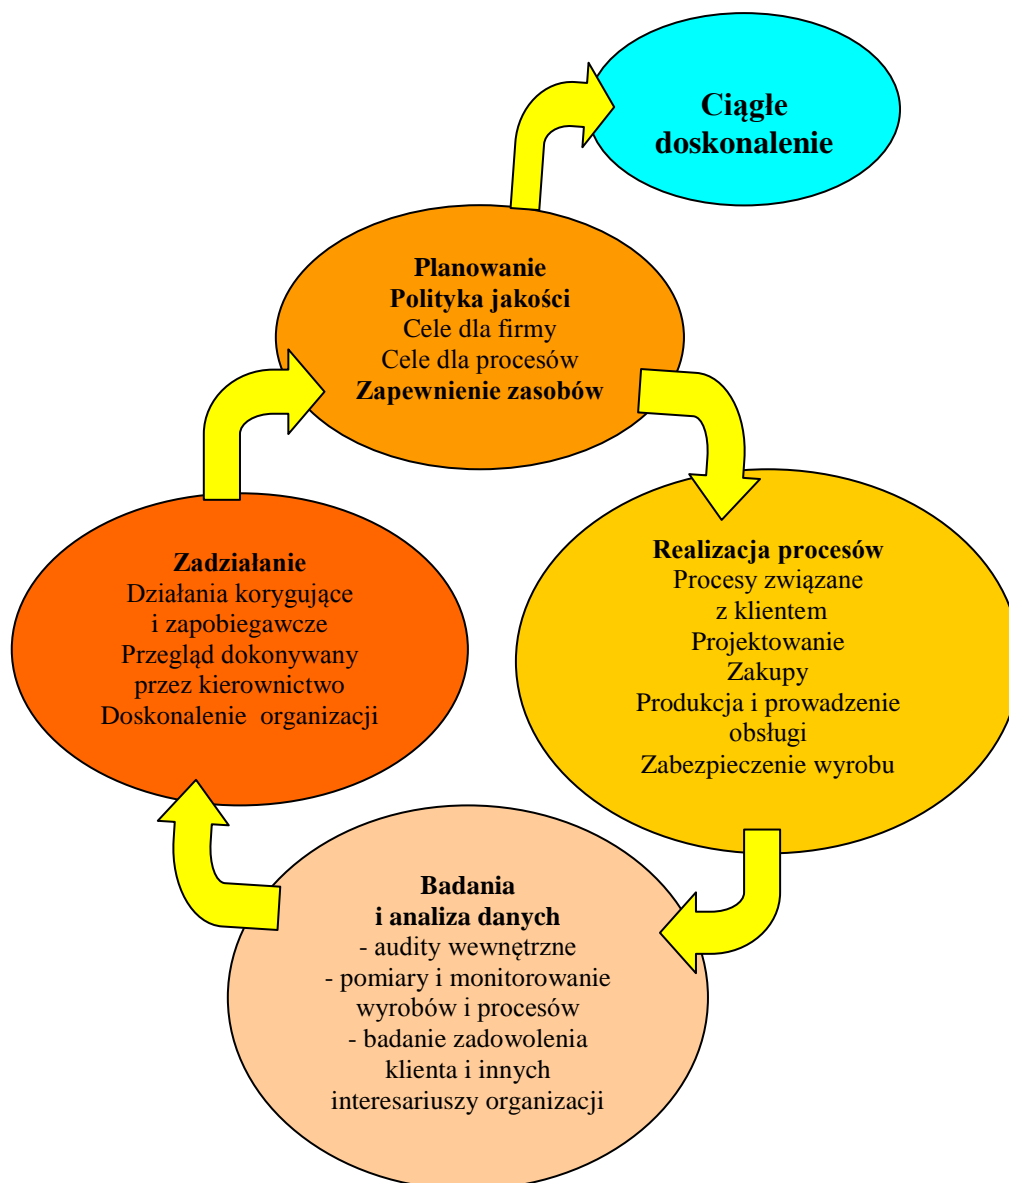 Ciągłe
doskonalenie
Planowanie
Polityka jakości
Cele dla firmy
Cele dla procesów
Zapewnienie zasobów
Realizacja procesów
Procesy związane
z klientem
Projektowanie
Zakupy
Produkcja i prowadzenie
obsługi
Zabezpieczenie wyrobu
Badania
i analiza danych
- audity wewnętrzne
- pomiary i monitorowanie
wyrobów i procesów
- badanie zadowolenia
klienta i innych
interesariuszy organizacji
Zadziałanie
Działania korygujące
i zapobiegawcze
Przegląd dokonywany
przez kierownictwo
Doskonalenie  organizacji